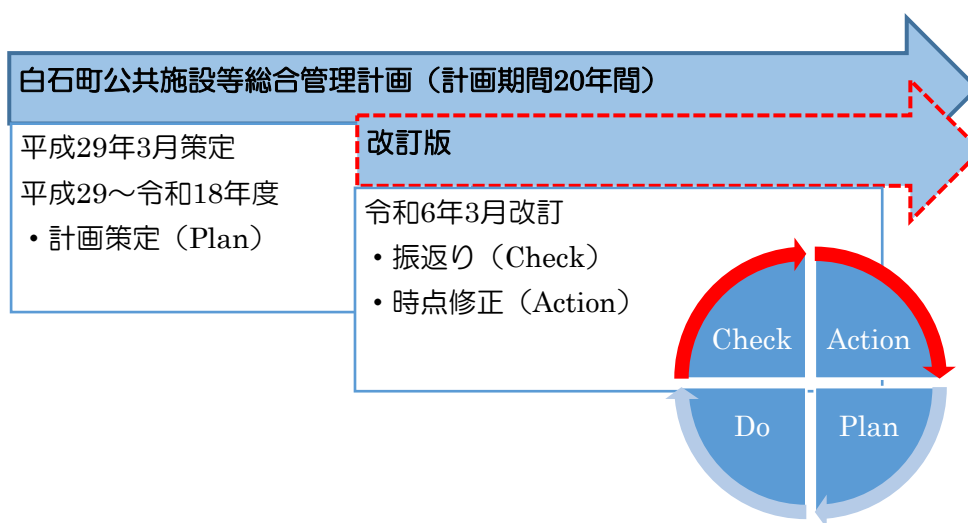 白石町公共施設等総合管理計画（計画期間20年間）
平成29年3月策定
平成29～令和18年度
・計画策定（Plan）
改訂版
令和6年3月改訂
・振返り（Check）
・時点修正（Action）
Check
Action
Do
Plan